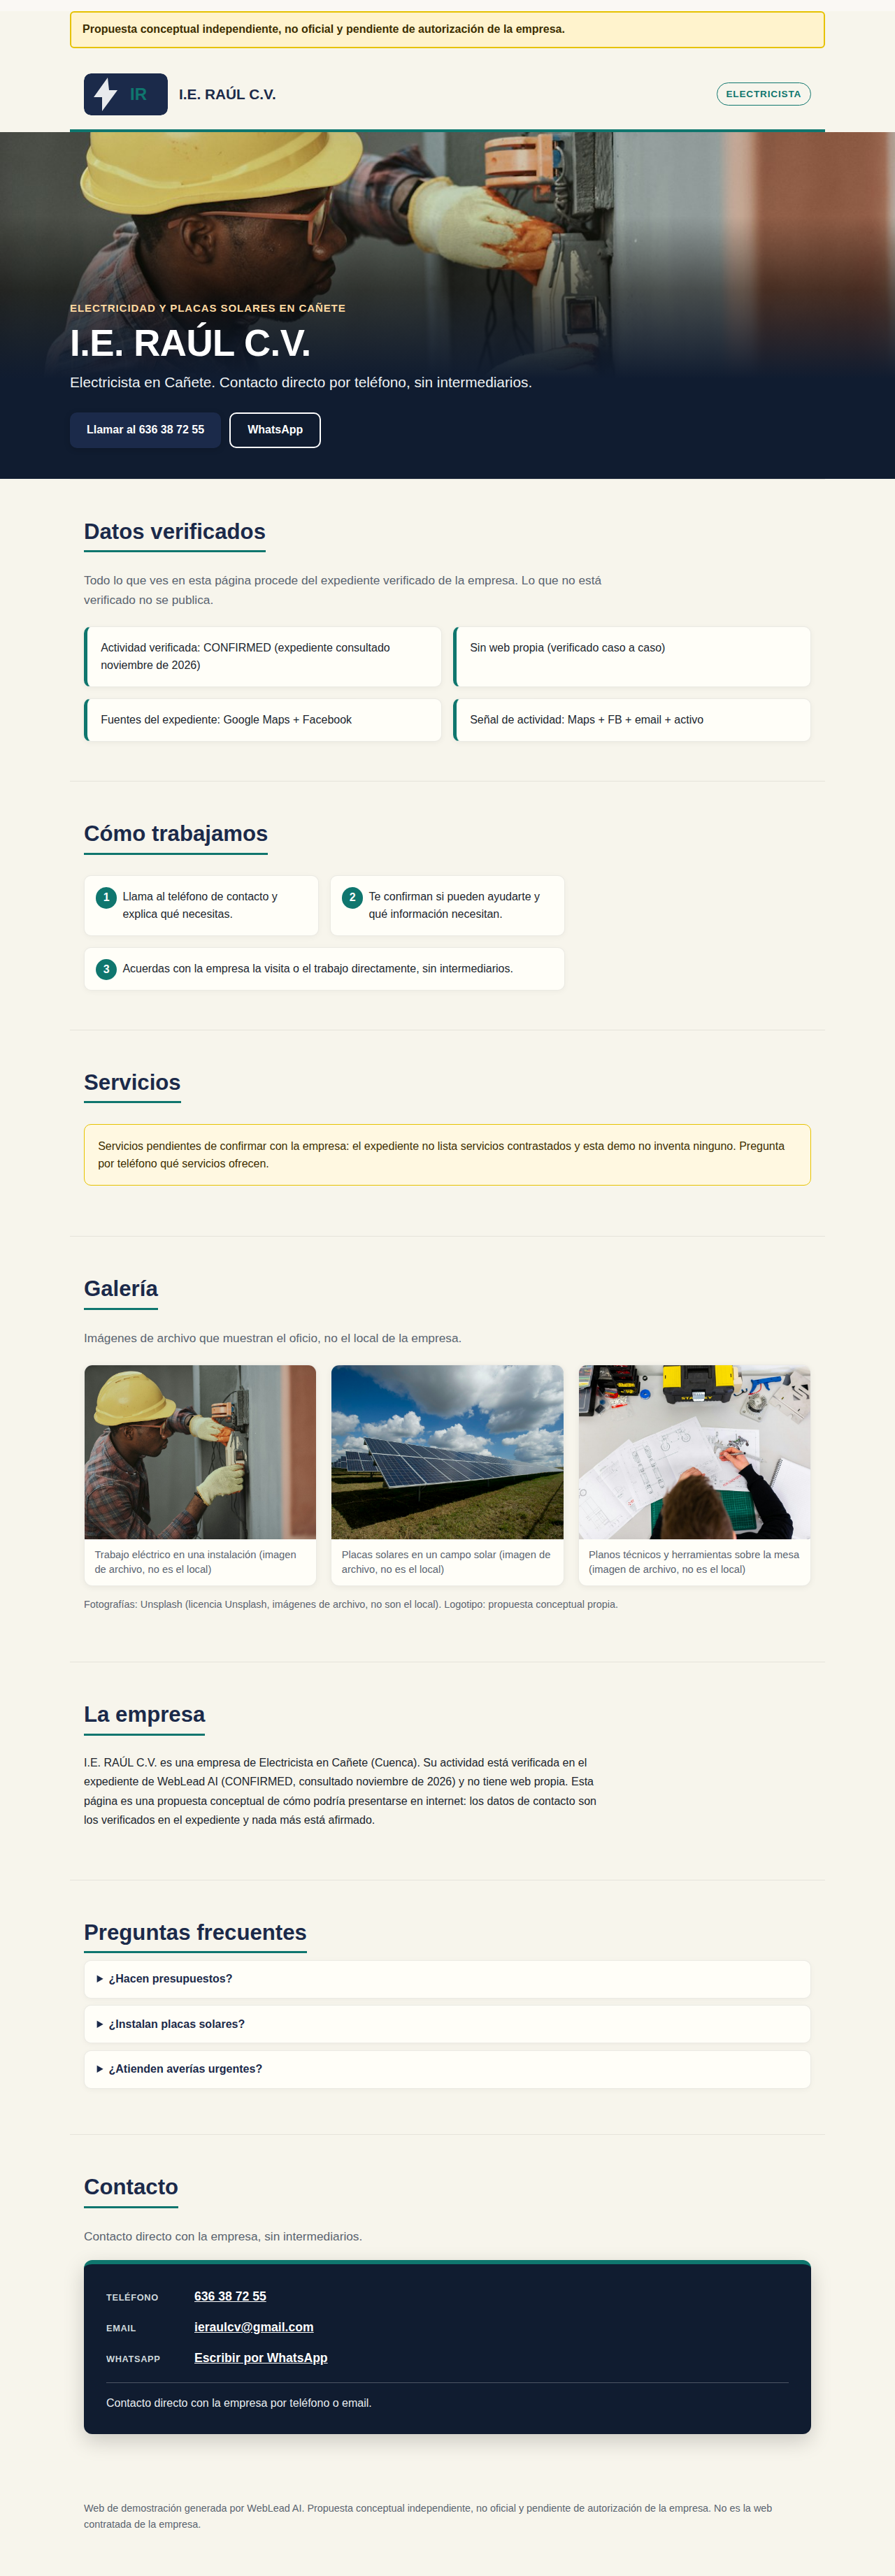 Propuesta conceptual independiente, no oficial y pendiente de autorización de la empresa.
IR
I.E. RAÚL C.V.
ELECTRICISTA
ELECTRICIDAD Y PLACAS SOLARES EN CAÑETE
I.E. RAÚL C.V.
Electricista en Cañete. Contacto directo por teléfono, sin intermediarios.
Llamar al 636 38 72 55
WhatsApp
Datos verificados
Todo lo que ves en esta página procede del expediente verificado de la empresa. Lo que no está
verificado no se publica.
Actividad verificada: CONFIRMED (expediente consultado
noviembre de 2026)
Sin web propia (verificado caso a caso)
Fuentes del expediente: Google Maps + Facebook
Señal de actividad: Maps + FB + email + activo
Cómo trabajamos
1
Llama al teléfono de contacto y
explica qué necesitas.
2
Te confirman si pueden ayudarte y
qué información necesitan.
3
Acuerdas con la empresa la visita o el trabajo directamente, sin intermediarios.
Servicios
Servicios pendientes de confirmar con la empresa: el expediente no lista servicios contrastados y esta demo no inventa ninguno. Pregunta
por teléfono qué servicios ofrecen.
Galería
Imágenes de archivo que muestran el oficio, no el local de la empresa.
Trabajo eléctrico en una instalación (imagen
de archivo, no es el local)
Placas solares en un campo solar (imagen de
archivo, no es el local)
Planos técnicos y herramientas sobre la mesa
(imagen de archivo, no es el local)
Fotografías: Unsplash (licencia Unsplash, imágenes de archivo, no son el local). Logotipo: propuesta conceptual propia.
La empresa
I.E. RAÚL C.V. es una empresa de Electricista en Cañete (Cuenca). Su actividad está verificada en el
expediente de WebLead AI (CONFIRMED, consultado noviembre de 2026) y no tiene web propia. Esta
página es una propuesta conceptual de cómo podría presentarse en internet: los datos de contacto son
los verificados en el expediente y nada más está afirmado.
Preguntas frecuentes
¿Hacen presupuestos?
¿Instalan placas solares?
¿Atienden averías urgentes?
Contacto
Contacto directo con la empresa, sin intermediarios.
TELÉFONO 636 38 72 55
EMAIL ieraulcv@gmail.com
WHATSAPP Escribir por WhatsApp
Contacto directo con la empresa por teléfono o email.
Web de demostración generada por WebLead AI. Propuesta conceptual independiente, no oficial y pendiente de autorización de la empresa. No es la web
contratada de la empresa.